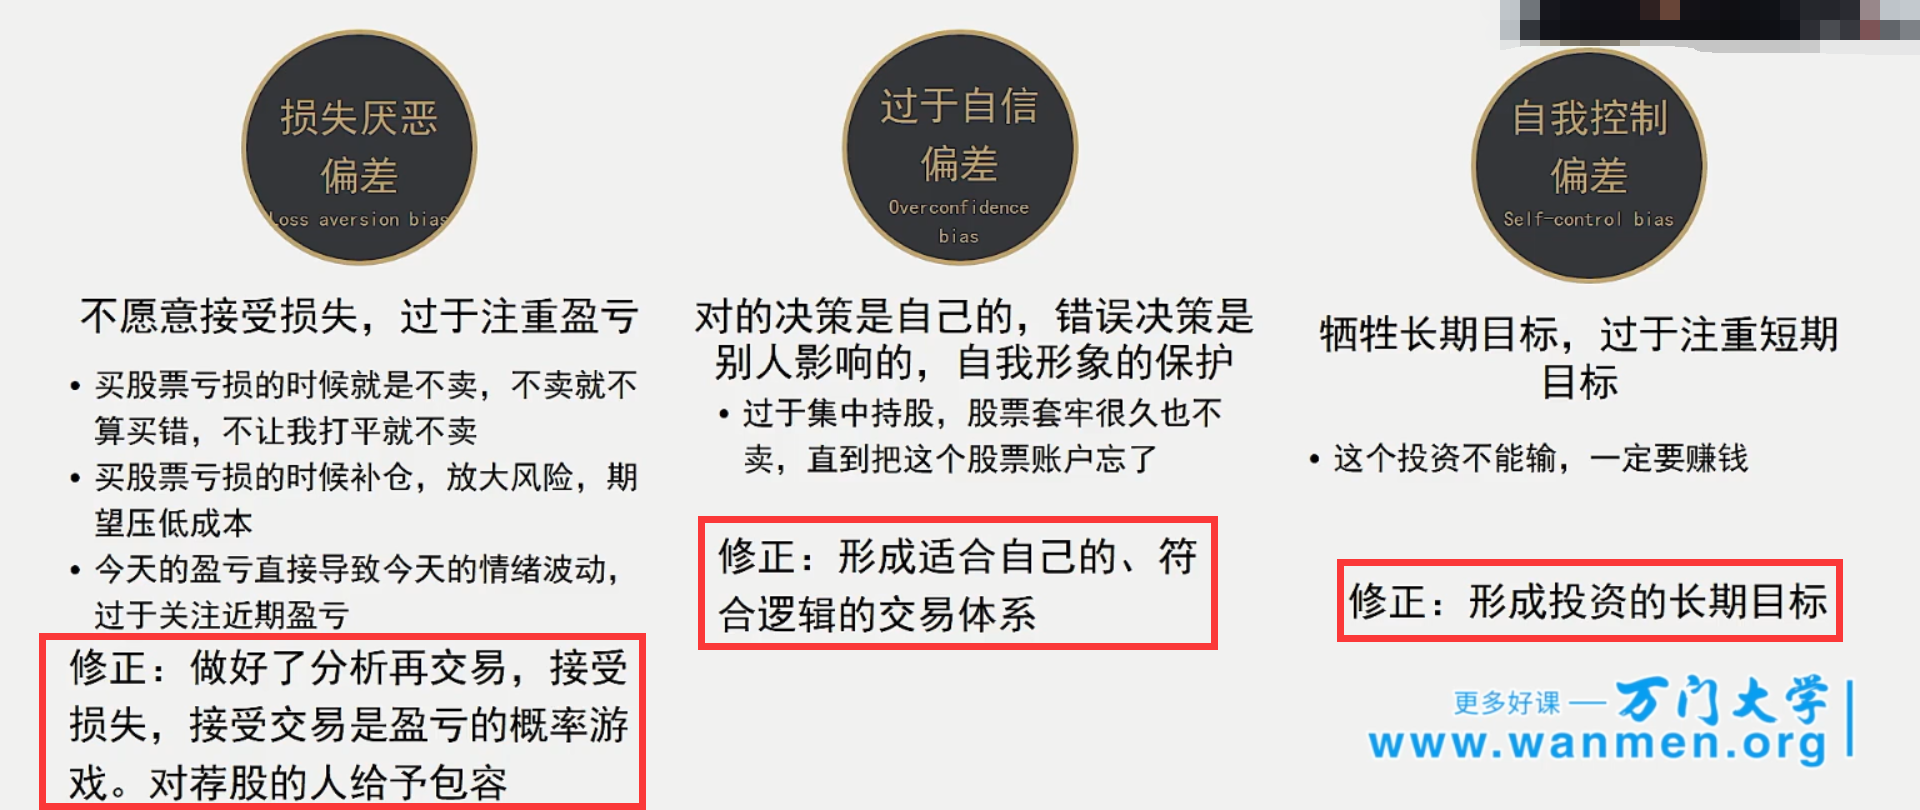 损失厌恶
偏差
Loss aversion bias
不愿意接受损失，过于注重盈亏
• 买股票亏损的时候就是不卖，不卖就不
算买错，不让我打平就不卖
• 买股票亏损的时候补仓，放大风险，期
望压低成本
• 今天的盈亏直接导致今天的情绪波动，
过于关注近期盈亏
修正：做好了分析再交易，接受
损失，接受交易是盈亏的概率游
戏。对荐股的人给予包容
过于自信
偏差
Overconfidence
bias
对的决策是自己的，错误决策是
别人影响的，自我形象的保护
• 过于集中持股，股票套牢很久也不
卖，直到把这个股票账户忘了
修正：形成适合自己的、符
合逻辑的交易体系
自我控制
偏差
Self-control bias
牺牲长期目标，过于注重短期
目标
• 这个投资不能输，一定要赚钱
修正：形成投资的长期目标
更多好课——万门大学
www.wanmen.org